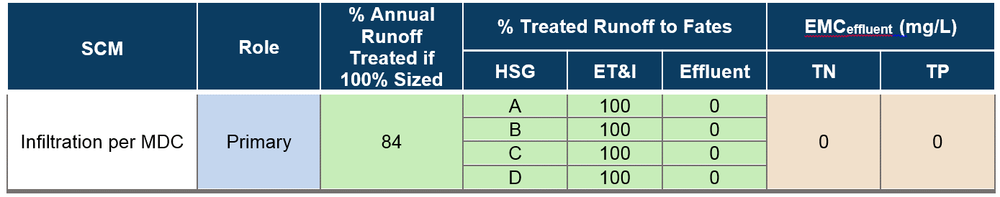 SCM
Role
% Annual
Runoff
Treated if
100% Sized
% Treated Runoff to Fates
EMCeffluent (mg/L)
HSG
ET&I
Effluent
TN
TP
Infiltration per MDC
Primary
84
A
100
0
B
100
0
C
100
0
D
100
0
0
0